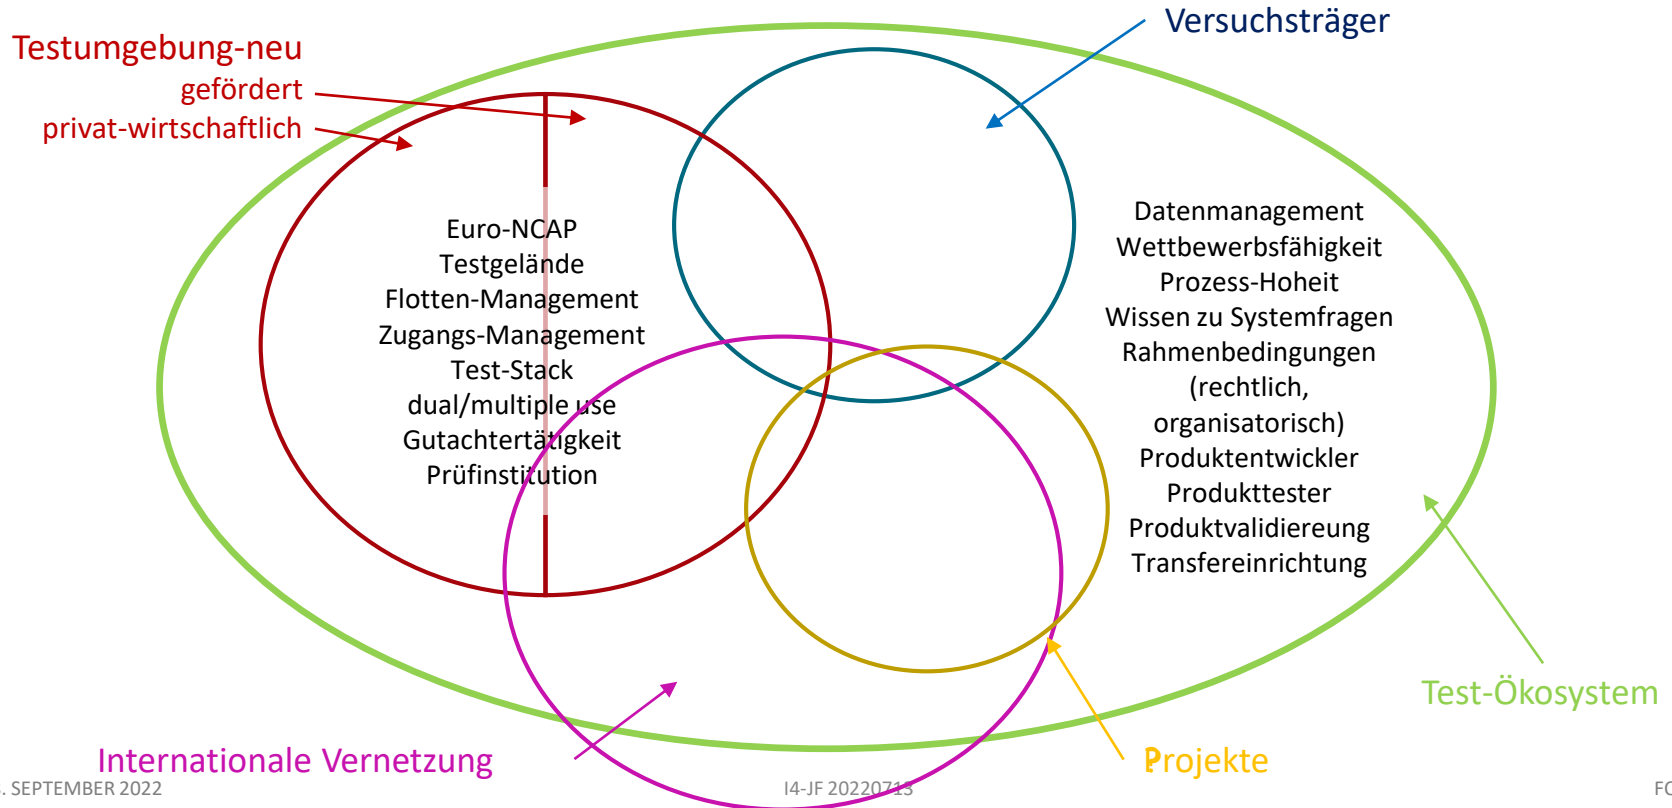 Versuchsträger
Testumgebung-neu
gefördert
privat-wirtschaftlich
Euro-NCAP
Testgelände
Flotten-Management
Zugangs-Management
Test-Stack
dual/multiple use
Gutachtertätigkeit
Prüfinstitution
Datenmanagement
Wettbewerbsfähigkeit
Prozess-Hoheit
Wissen zu Systemfragen
Rahmenbedingungen
(rechtlich,
organisatorisch)
Produktentwickler
Produkttester
Produktvalidiereung
Transfereinrichtung
Test-Ökosystem
Internationale Vernetzung
Projekte
. SEPTEMBER 2022
I4-JF 20220713